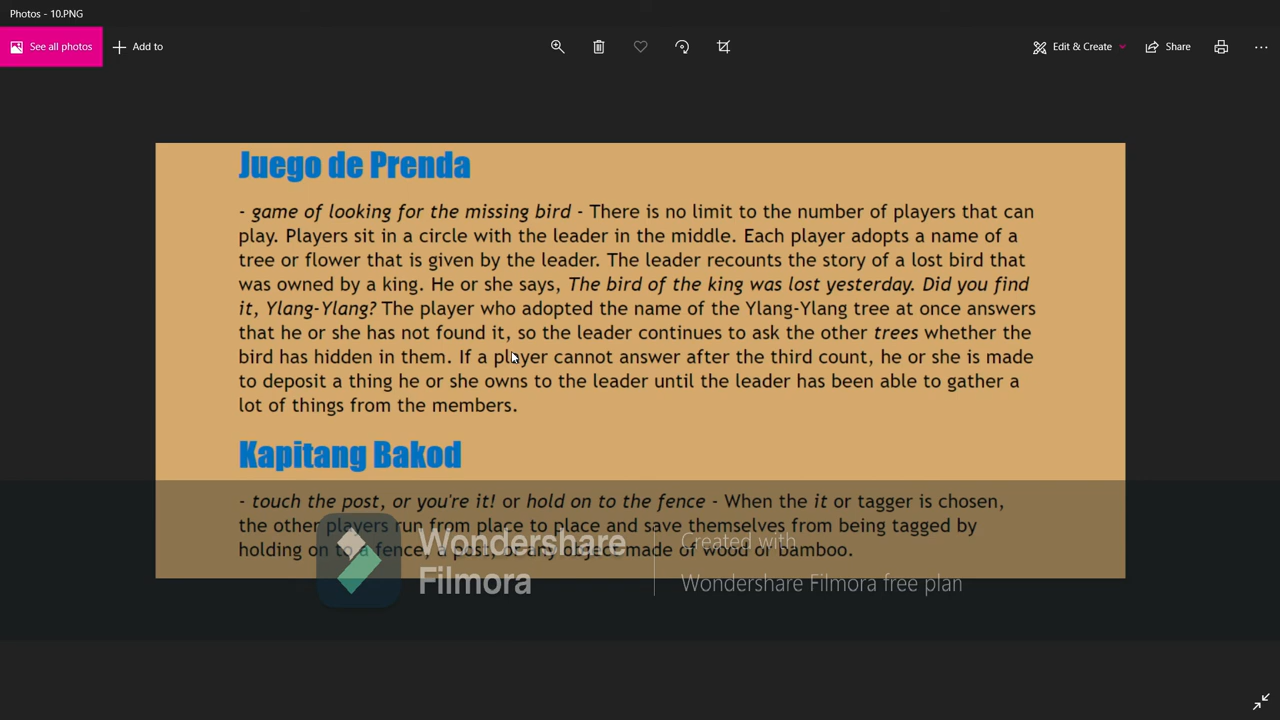 Photos - 10.PNG
See all photos
Add to
Edit & Create
Share
Juego de Prenda
- game of looking for the missing bird - There is no limit to the number of players that can
play. Players sit in a circle with the leader in the middle. Each player adopts a name of a
tree or flower that is given by the leader. The leader recounts the story of a lost bird that
was owned by a king. He or she says, The bird of the king was lost yesterday. Did you find
it, Ylang-Ylang? The player who adopted the name of the Ylang-Ylang tree at once answers
that he or she has not found it, so the leader continues to ask the other trees whether the
bird has hidden in them. If a player cannot answer after the third count, he or she is made
to deposit a thing he or she owns to the leader until the leader has been able to gather a
lot of things from the members.
Kapitang Bakod
- touch the post, or you're it! or hold on to the fence - When the it or tagger is chosen,
the other players run from place to place and save themselves from being tagged by
holding on to a fence, a post, or any object made of wood or bamboo.
Wondershare
Filmora
Created with
Wondershare Filmora free plan